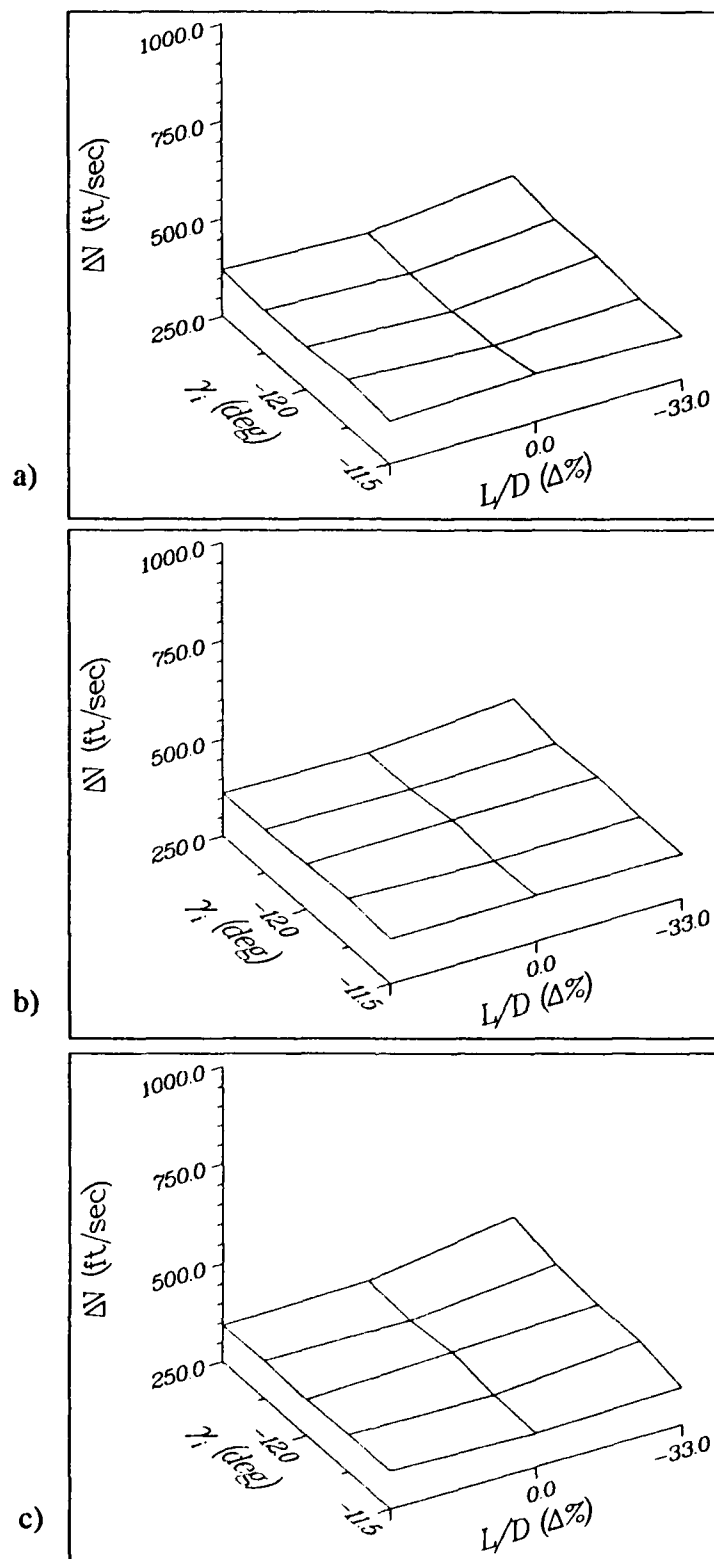 1000.0
750.0
500.0
250.0
ΔV (ft/sec)
γi (deg)
-12.0
-11.5
L/D (Δ%)
0.0
-33.0
a)
1000.0
750.0
500.0
250.0
ΔV (ft/sec)
γi (deg)
-12.0
-11.5
L/D (Δ%)
0.0
-33.0
b)
1000.0
750.0
500.0
250.0
ΔV (ft/sec)
γi (deg)
-12.0
-11.5
L/D (Δ%)
0.0
-33.0
c)